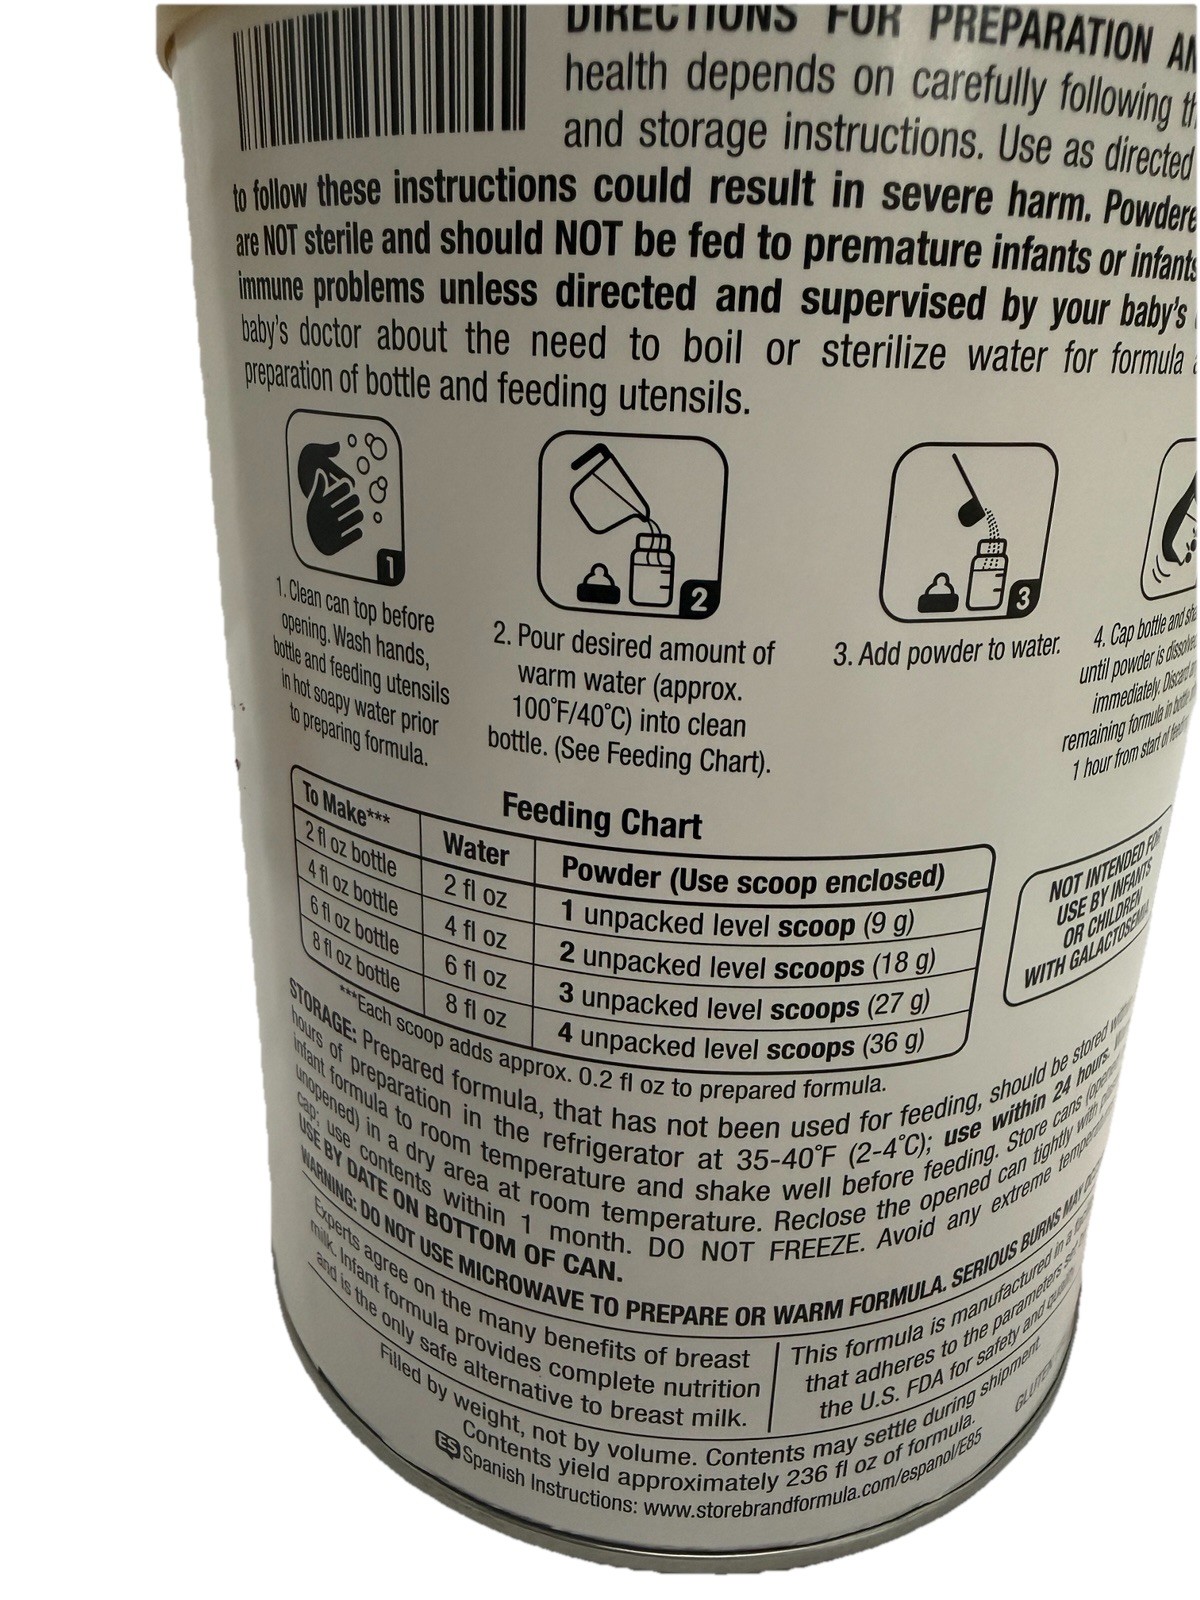 DIRECTIONS FOR PREPARATION
health depends on carefully following
and storage instructions. Use as directed
to follow these instructions could result in severe harm.
are NOT sterile and should NOT be fed to premature infants or infants
immune problems unless directed and supervised by your baby's
baby's doctor about the need to boil or sterilize water for formula
preparation of bottle and feeding utensils.
1
2
3
1. Clean can top before
opening. Wash hands,
bottle and feeding utensils
in hot soapy water prior
to preparing formula.
2. Pour desired amount of
warm water (approx.
100°F/40°C) into clean
bottle. (See Feeding Chart).
3. Add powder to water.
4. Cap bottle and
until powder is
immediately. Discard
remaining formula in bottle
1 hour from start of
Feeding Chart
To Make*** Water Powder (Use scoop enclosed)
2 fl oz bottle 2 fl oz 1 unpacked level scoop (9 g)
4 fl oz bottle 4 fl oz 2 unpacked level scoops (18 g)
6 fl oz bottle 6 fl oz 3 unpacked level scoops (27 g)
8 fl oz bottle 8 fl oz 4 unpacked level scoops (36 g)
***Each scoop adds approx. 0.2 fl oz to prepared formula.
NOT INTENDED FOR
USE BY INFANTS
OR CHILDREN
WITH GALACTOSEMIA
STORAGE: Prepared formula, that has not been used for feeding, should be stored
hours of preparation in the refrigerator at 35-40°F (2-4°C); use within 24 hours.
infant formula to room temperature and shake well before feeding. Store cans
unopened) in a dry area at room temperature. Reclose the opened can tightly with
cap; use contents within 1 month. DO NOT FREEZE. Avoid any extreme
USE BY DATE ON BOTTOM OF CAN.
WARNING: DO NOT USE MICROWAVE TO PREPARE OR WARM FORMULA. SERIOUS BURNS MAY
Experts agree on the many benefits of breast
milk. Infant formula provides complete nutrition
and is the only safe alternative to breast milk.
This formula is manufactured in a
that adheres to the parameters
the U.S. FDA for safety and
Filled by weight, not by volume. Contents may settle during shipment.
Contents yield approximately 236 fl oz of formula.
ES Spanish Instructions: www.storebrandformula.com/espanol/E85